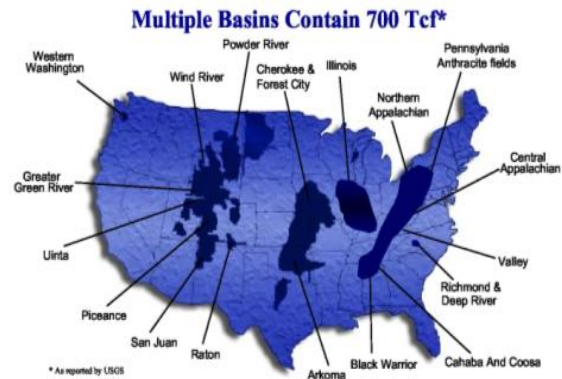 Multiple Basins Contain 700 Tcf*
Powder River
Pennsylvania
Anthracite fields
Western
Washington
Wind River
Cherokee &
Forest City
Illinois
Northern
Appalachian
Central
Appalachian
Greater
Green River
Uinta
Valley
Richmond &
Deep River
Piceance
San Juan
Raton
Arkoma
Black Warrior
Cahaba And Coosa
* As reported by USGS